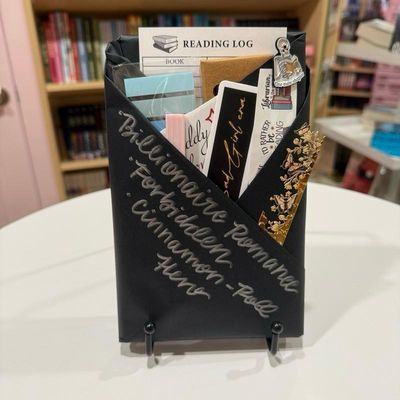 READING LOG
BOOK
Billionaire Romance
Forbidden
Cinnamon-Roll
Hero